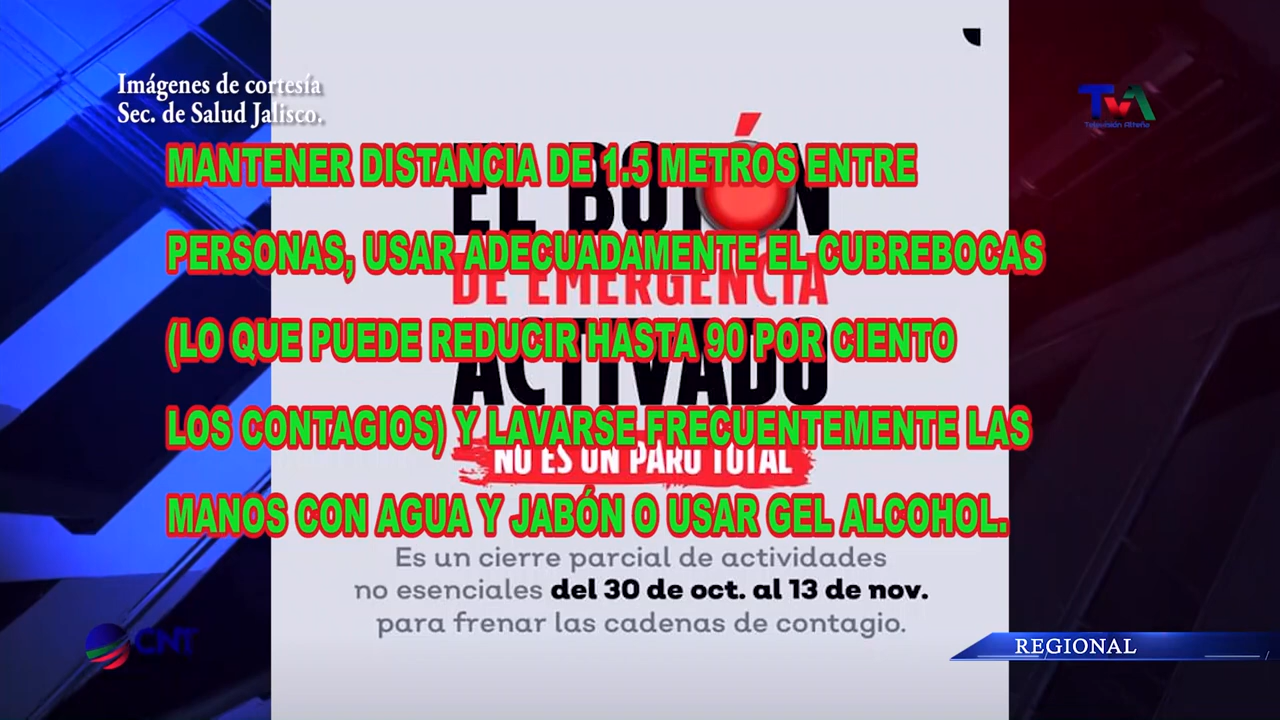 Imágenes de cortesía
Sec. de Salud Jalisco.
TvA
Televisión Alteña
MANTENER DISTANCIA DE 1.5 METROS ENTRE
PERSONAS, USAR ADECUADAMENTE EL CUBREBOCAS
(LO QUE PUEDE REDUCIR HASTA 90 POR CIENTO
LOS CONTAGIOS) Y LAVARSE FRECUENTEMENTE LAS
MANOS CON AGUA Y JABÓN O USAR GEL ALCOHOL.
EL BOTÓN
DE EMERGENCIA
ACTIVADO
NO ES UN PARO TOTAL
Es un cierre parcial de actividades
no esenciales del 30 de oct. al 13 de nov.
para frenar las cadenas de contagio.
CNT
REGIONAL